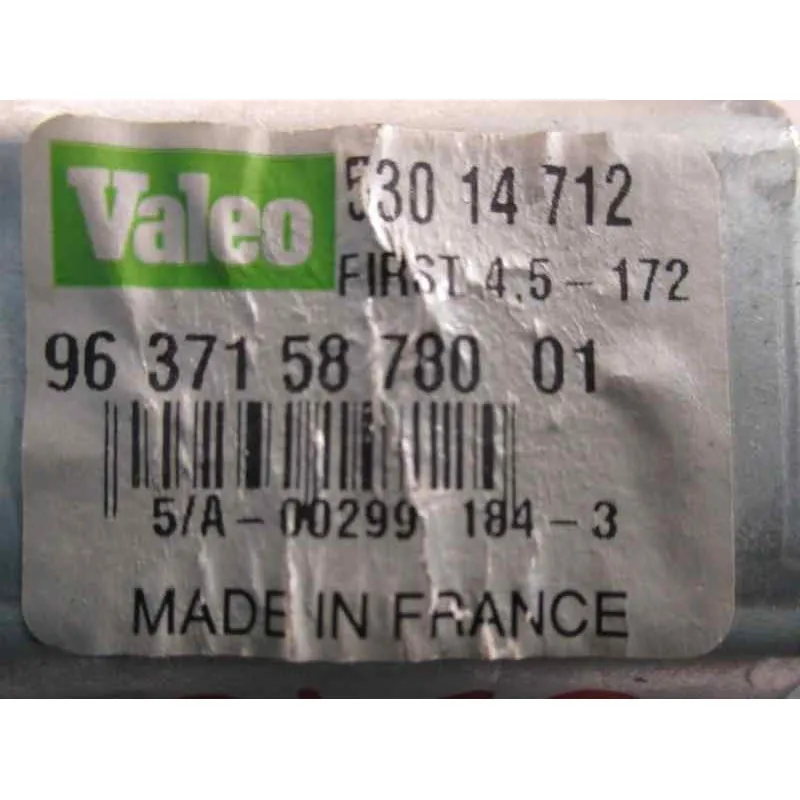 Valeo 530 14 712
FIRST 4.5 - 172
96 371 58 780 01
5/A - 00299 184 - 3
MADE IN FRANCE